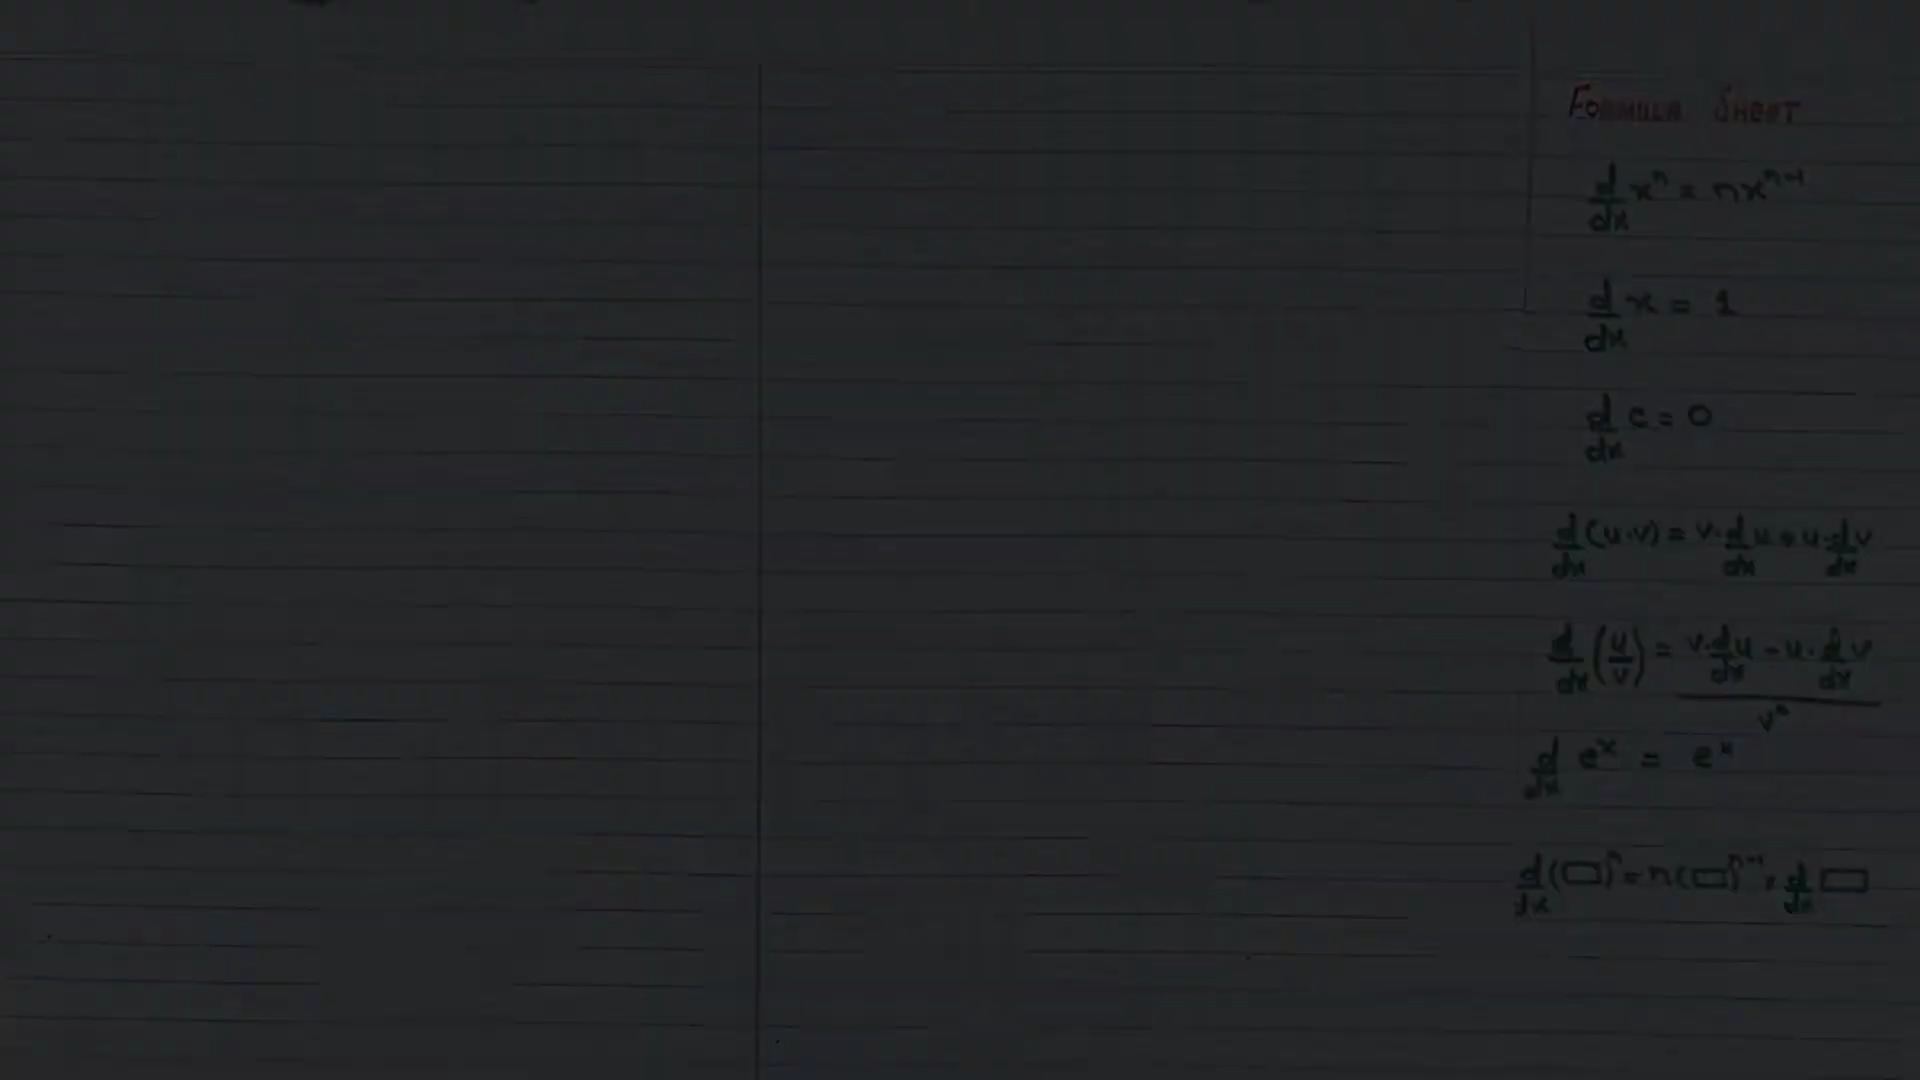 FORMULA SHEET
d/dx x^n = nx^(n-1)
d/dx x = 1
d/dx c = 0
d/dx (u·v) = v·d/dx u + u·d/dx v
d/dx (u/v) = (v·d/dx u - u·d/dx v)/v²
d/dx e^x = e^x
d/dx (□)^n = n(□)^(n-1) × d/dx □